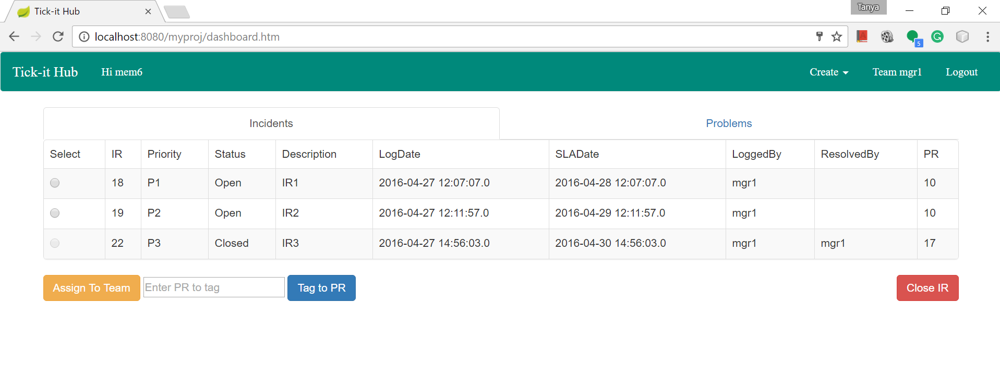 Tick-it Hub
Tanya
localhost:8080/myproj/dashboard.htm
5
Tick-it Hub Hi mem6 Create Team mgr1 Logout
Incidents Problems
Select IR Priority Status Description LogDate SLADate LoggedBy ResolvedBy PR
18 P1 Open IR1 2016-04-27 12:07:07.0 2016-04-28 12:07:07.0 mgr1 10
19 P2 Open IR2 2016-04-27 12:11:57.0 2016-04-29 12:11:57.0 mgr1 10
22 P3 Closed IR3 2016-04-27 14:56:03.0 2016-04-30 14:56:03.0 mgr1 mgr1 17
Assign To Team Enter PR to tag Tag to PR Close IR